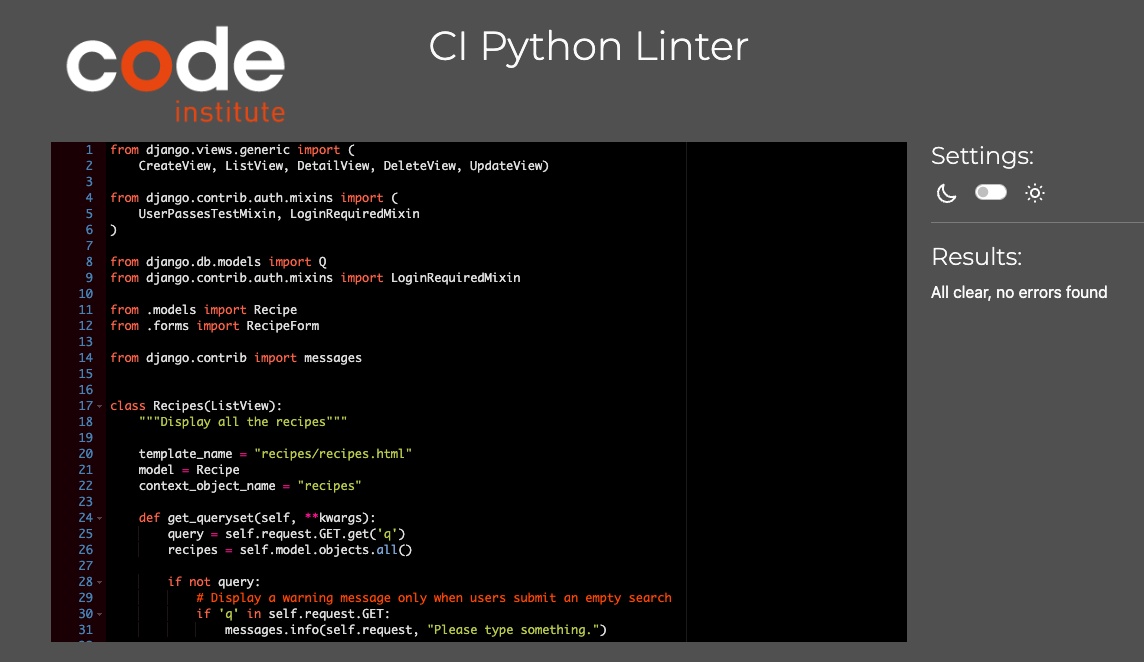 code
institute
CI Python Linter
1 from django.views.generic import (
2     CreateView, ListView, DetailView, DeleteView, UpdateView)
3
4 from django.contrib.auth.mixins import (
5     UserPassesTestMixin, LoginRequiredMixin
6 )
7
8 from django.db.models import Q
9 from django.contrib.auth.mixins import LoginRequiredMixin
10
11 from .models import Recipe
12 from .forms import RecipeForm
13
14 from django.contrib import messages
15
16
17 class Recipes(ListView):
18     """Display all the recipes"""
19
20     template_name = "recipes/recipes.html"
21     model = Recipe
22     context_object_name = "recipes"
23
24     def get_queryset(self, **kwargs):
25         query = self.request.GET.get('q')
26         recipes = self.model.objects.all()
27
28         if not query:
29             # Display a warning message only when users submit an empty search
30             if 'q' in self.request.GET:
31                 messages.info(self.request, "Please type something.")
Settings:
Results:
All clear, no errors found